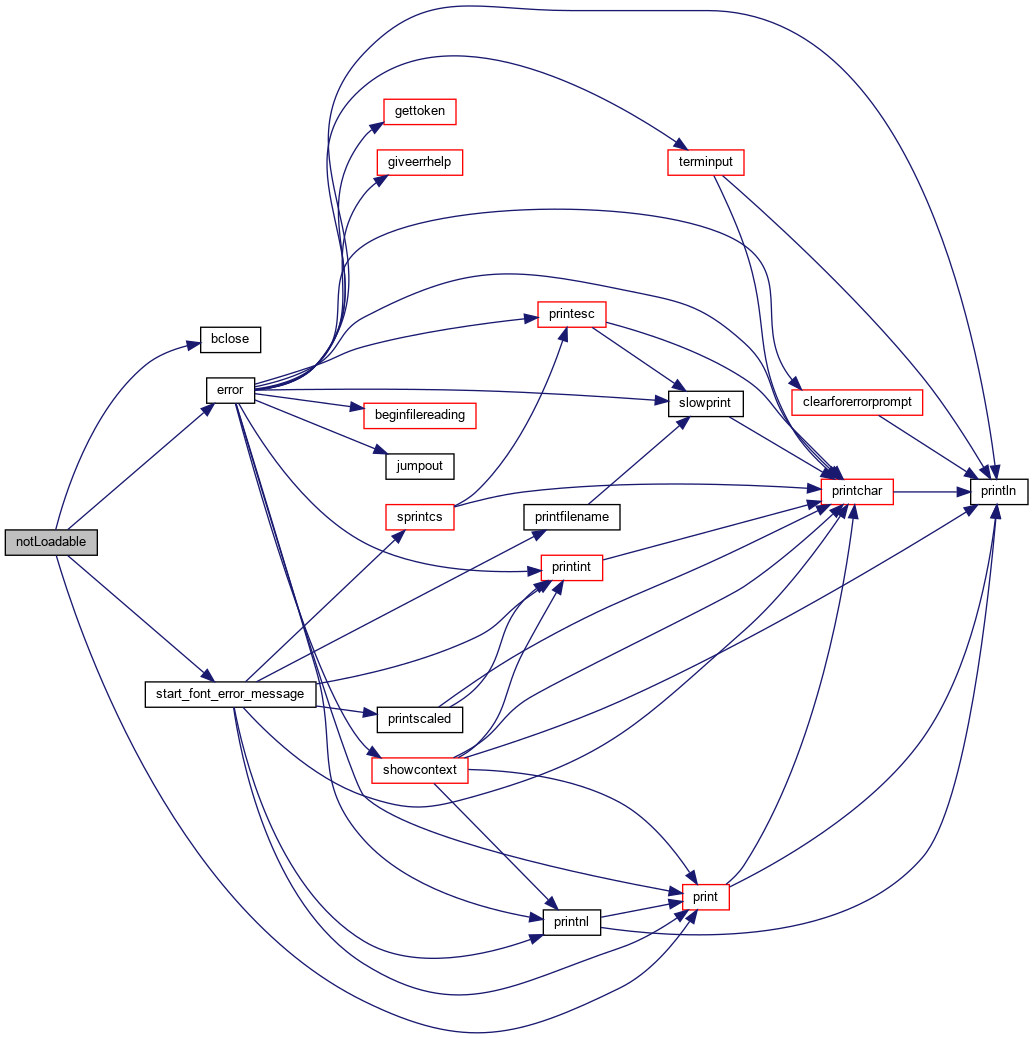 gettoken
giveerrhelp
terminput
printesc
bclose
error
slowprint
clearforerrorprompt
beginfilereading
jumpout
printchar
println
sprintcs
printfilename
notLoadable
printint
start_font_error_message
printscaled
showcontext
print
printnl